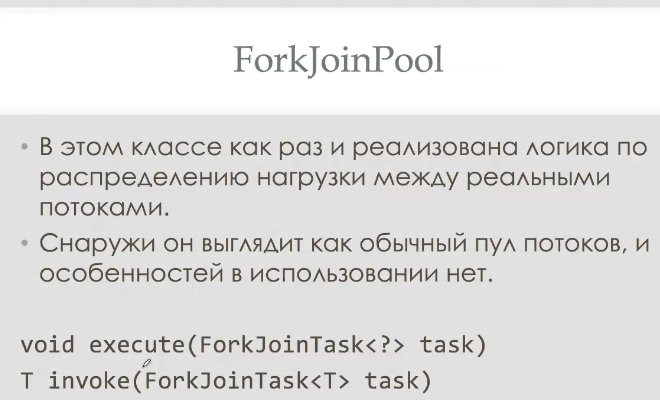 ForkJoinPool
• В этом классе как раз и реализована логика по
распределению нагрузки между реальными
потоками.
• Снаружи он выглядит как обычный пул потоков, и
особенностей в использовании нет.
void execute(ForkJoinTask<?> task)
T invoke(ForkJoinTask<T> task)